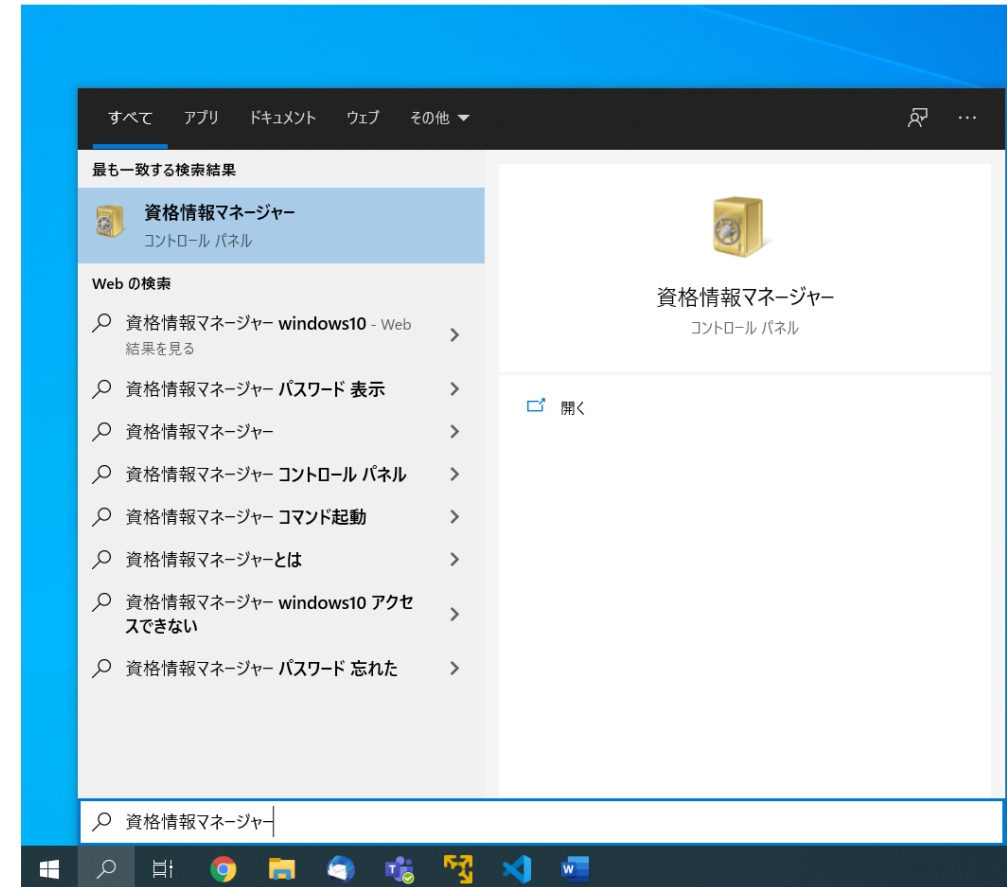 すべて アプリ ドキュメント ウェブ その他
最も一致する検索結果
資格情報マネージャー
コントロール パネル
Web の検索
資格情報マネージャー windows10 - Web
結果を見る
資格情報マネージャー パスワード 表示
資格情報マネージャー
資格情報マネージャー コントロール パネル
資格情報マネージャー コマンド起動
資格情報マネージャーとは
資格情報マネージャー windows10 アクセ
スできない
資格情報マネージャー パスワード 忘れた
資格情報マネージャー
コントロール パネル
開く
資格情報マネージャー